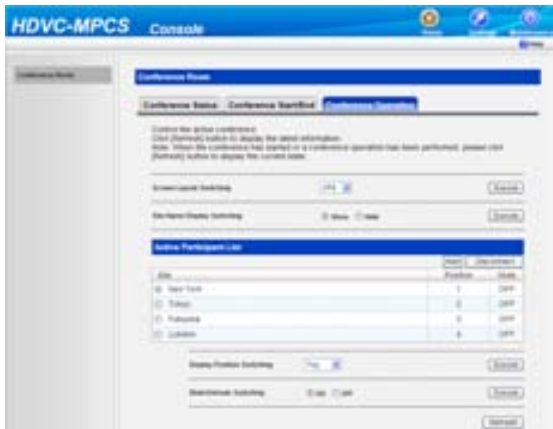 HDVC-MPCS Console
Help
Conference Room
Conference Room
Conference Status Conference Start/End Conference Operation
Control the active conference.
Click [Refresh] button to display the latest information.
Note: When the conference has started or a conference operation has been performed, please click
[Refresh] button to display the current state.
Screen Layout Switching Execute
Site Name Display Switching Show Hide Execute
Active Participant List
Disconnect
Site Position Mute
New York 1 OFF
Tokyo 2 OFF
Fukuoka 3 OFF
London 4 OFF
Display Position Switching Execute
Mute/Unmute Switching On Off Execute
Refresh